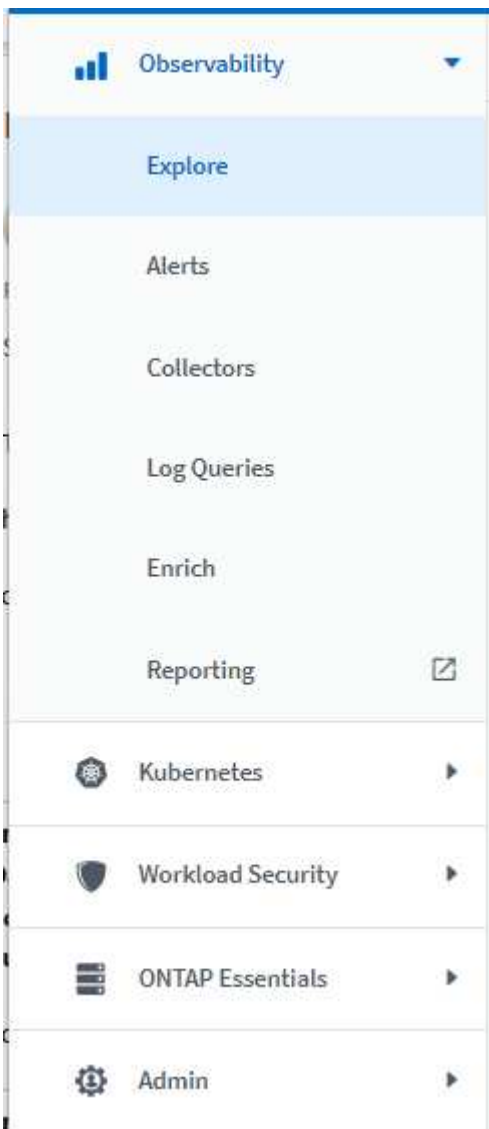 Observability
Explore
Alerts
Collectors
Log Queries
Enrich
Reporting
Kubernetes
Workload Security
ONTAP Essentials
Admin